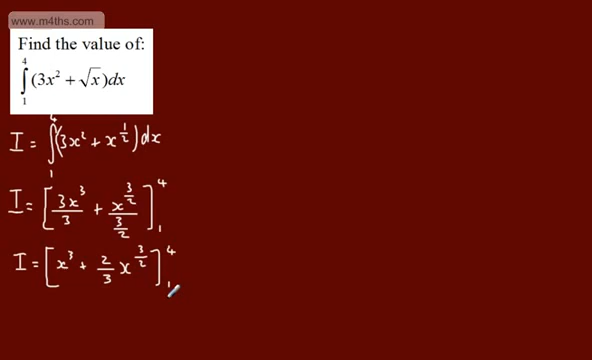 www.m4ths.com
Find the value of:
∫₁⁴ (3x² + √x)dx
I = ∫₁⁴ (3x² + x^(1/2)) dx
I = [3x³/3 + x^(3/2)/(3/2)]₁⁴
I = [x³ + 2/3 x^(3/2)]₁⁴